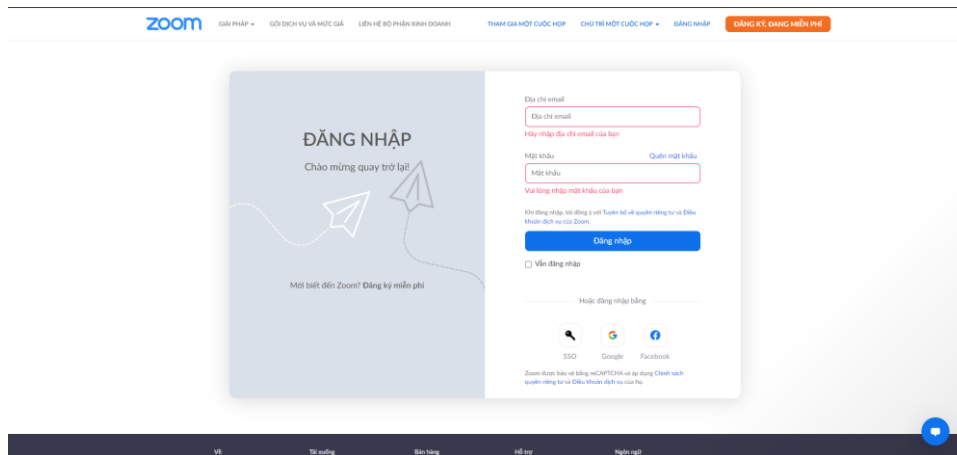 zoom GIẢI PHÁP GÓI DỊCH VỤ VÀ MỨC GIÁ LIÊN HỆ BỘ PHẬN KINH DOANH THAM GIA MỘT CUỘC HỌP CHỦ TRÌ MỘT CUỘC HỌP ĐĂNG NHẬP ĐĂNG KÝ, ĐANG MIỄN PHÍ
ĐĂNG NHẬP
Chào mừng quay trở lại!
Mới biết đến Zoom? Đăng ký miễn phí
Địa chỉ email
Địa chỉ email
Hãy nhập địa chỉ email của bạn
Mật khẩu Quên mật khẩu
Mật khẩu
Vui lòng nhập mật khẩu của bạn
Khi đăng nhập, tôi đồng ý với Tuyên bố về quyền riêng tư và Điều
khoản dịch vụ của Zoom.
Đăng nhập
Vẫn đăng nhập
Hoặc đăng nhập bằng
SSO Google Facebook
Zoom được bảo vệ bằng reCAPTCHA và áp dụng Chính sách
quyền riêng tư và Điều khoản dịch vụ của họ.
Về Tải xuống Bán hàng Hỗ trợ Ngôn ngữ